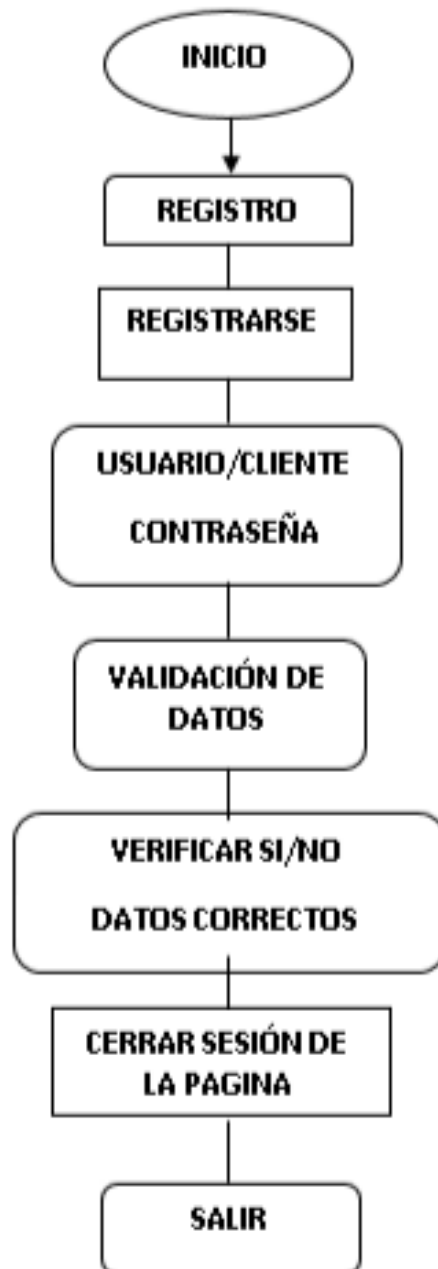 INICIO
REGISTRO
REGISTRARSE
USUARIO/CLIENTE
CONTRASEÑA
VALIDACIÓN DE
DATOS
VERIFICAR SI/NO
DATOS CORRECTOS
CERRAR SESIÓN DE
LA PAGINA
SALIR